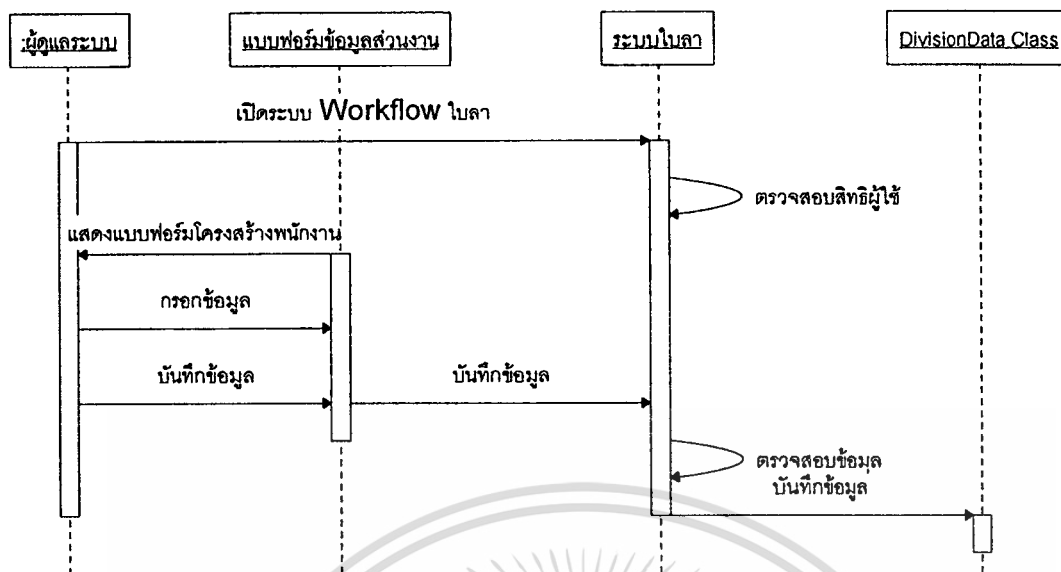 :ผู้ดูแลระบบ
แบบฟอร์มข้อมูลส่วนงาน
ระบบใบลา
DivisionData Class
เปิดระบบ Workflow ใบลา
ตรวจสอบสิทธิผู้ใช้
แสดงแบบฟอร์มโครงสร้างพนักงาน
กรอกข้อมูล
บันทึกข้อมูล
บันทึกข้อมูล
ตรวจสอบข้อมูล
บันทึกข้อมูล